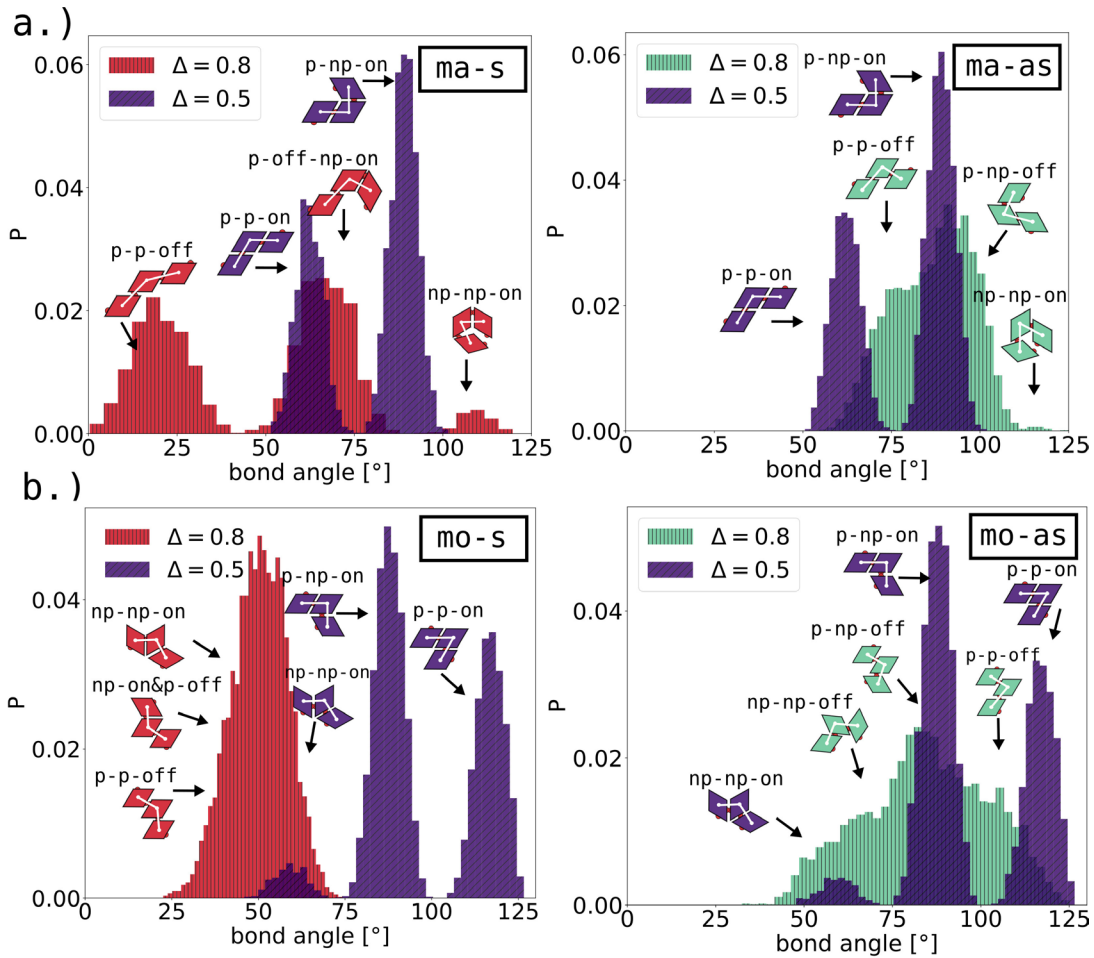 a.)
ma-s
Δ = 0.8
Δ = 0.5
p-np-on
p-off-np-on
p-p-on
p-p-off
np-np-on
P
0.06
0.04
0.02
0.00
0 25 50 75 100 125
bond angle [°]
ma-as
Δ = 0.8
Δ = 0.5
p-np-on
p-p-off
p-np-off
p-p-on
np-np-on
P
0.06
0.04
0.02
0.00
0 25 50 75 100 125
bond angle [°]
b.)
mo-s
Δ = 0.8
Δ = 0.5
p-np-on
np-np-on
p-p-on
np-on&p-off
np-np-on
p-p-off
P
0.04
0.02
0.00
0 25 50 75 100 125
bond angle [°]
mo-as
Δ = 0.8
Δ = 0.5
p-np-on
p-p-on
p-np-off
p-p-off
np-np-off
np-np-on
P
0.04
0.02
0.00
0 25 50 75 100 125
bond angle [°]